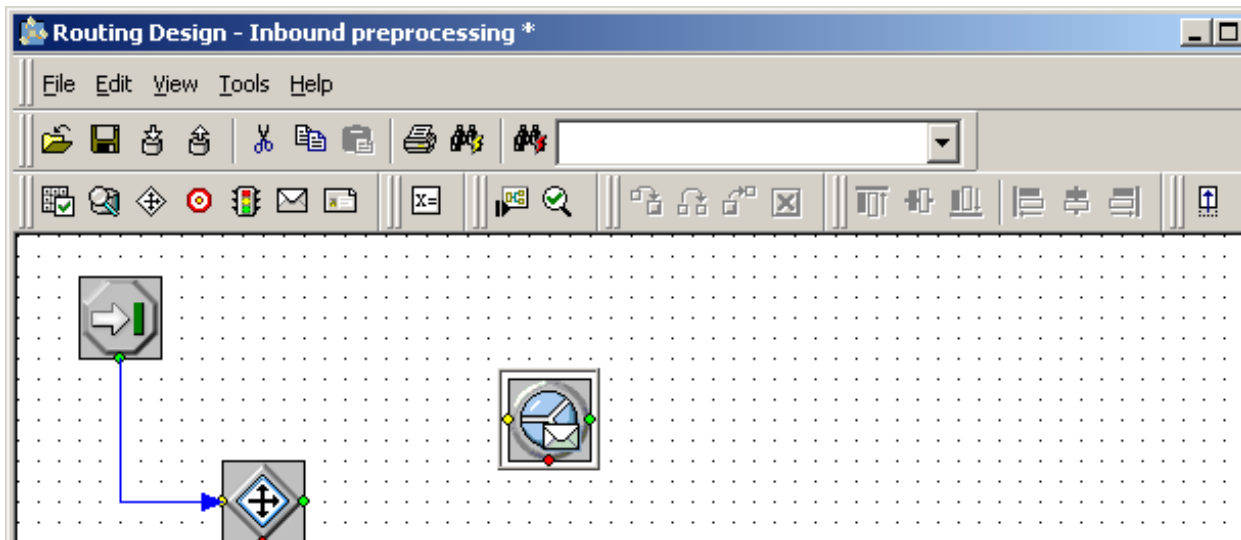 Routing Design - Inbound preprocessing *
File Edit View Tools Help
x=